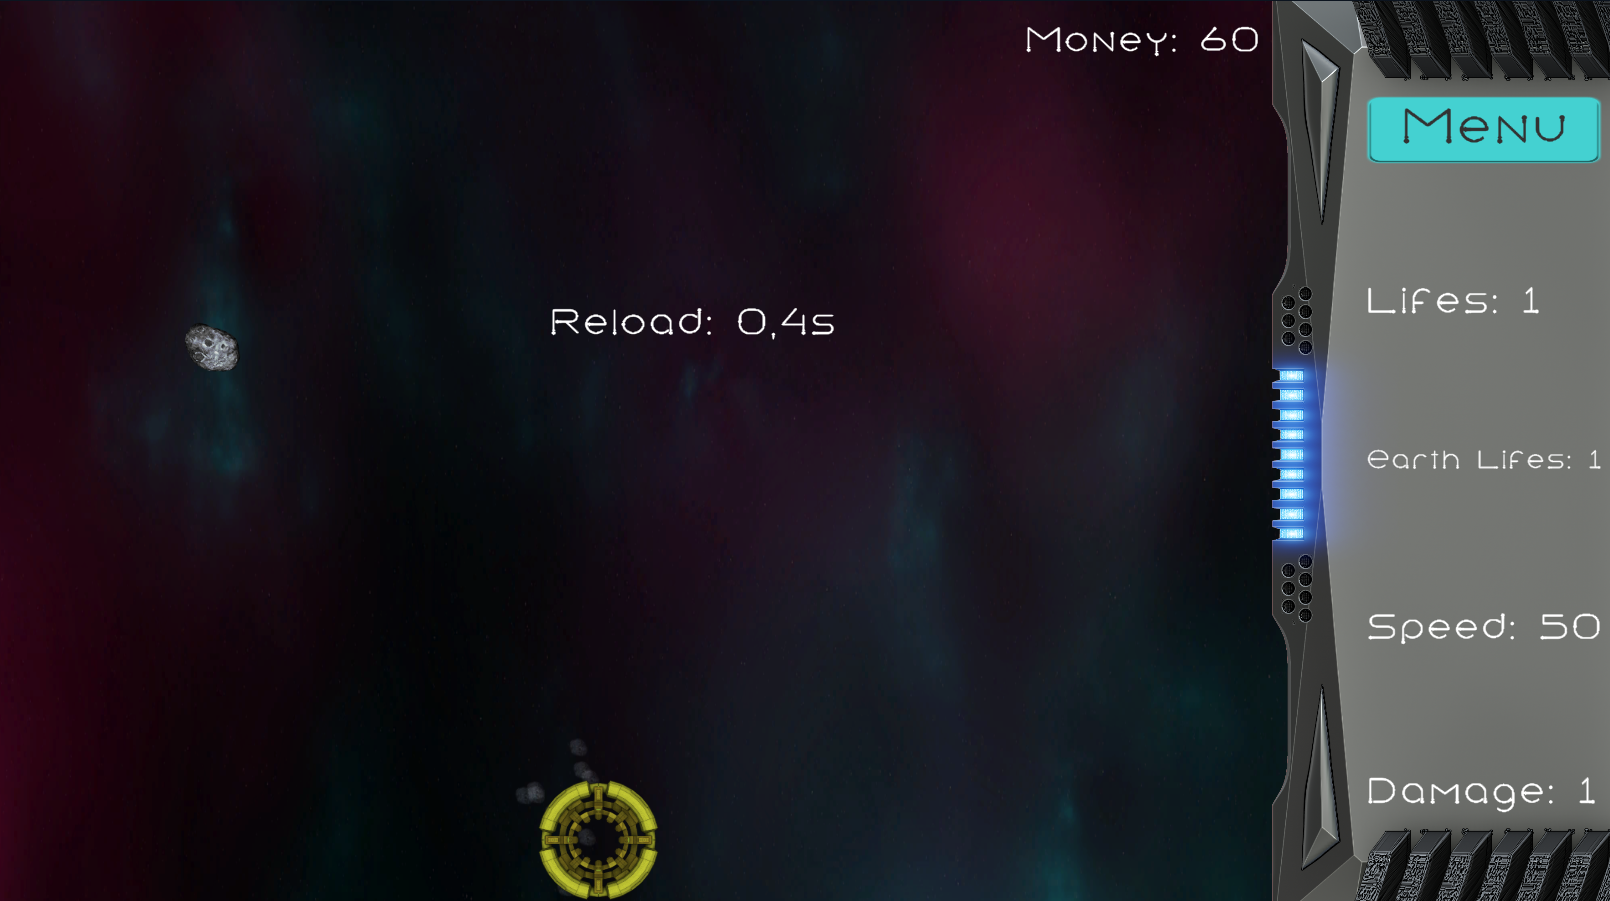 Money: 60
Menu
Reload: 0,4s
Lifes: 1
Earth Lifes: 1
Speed: 50
Damage: 1